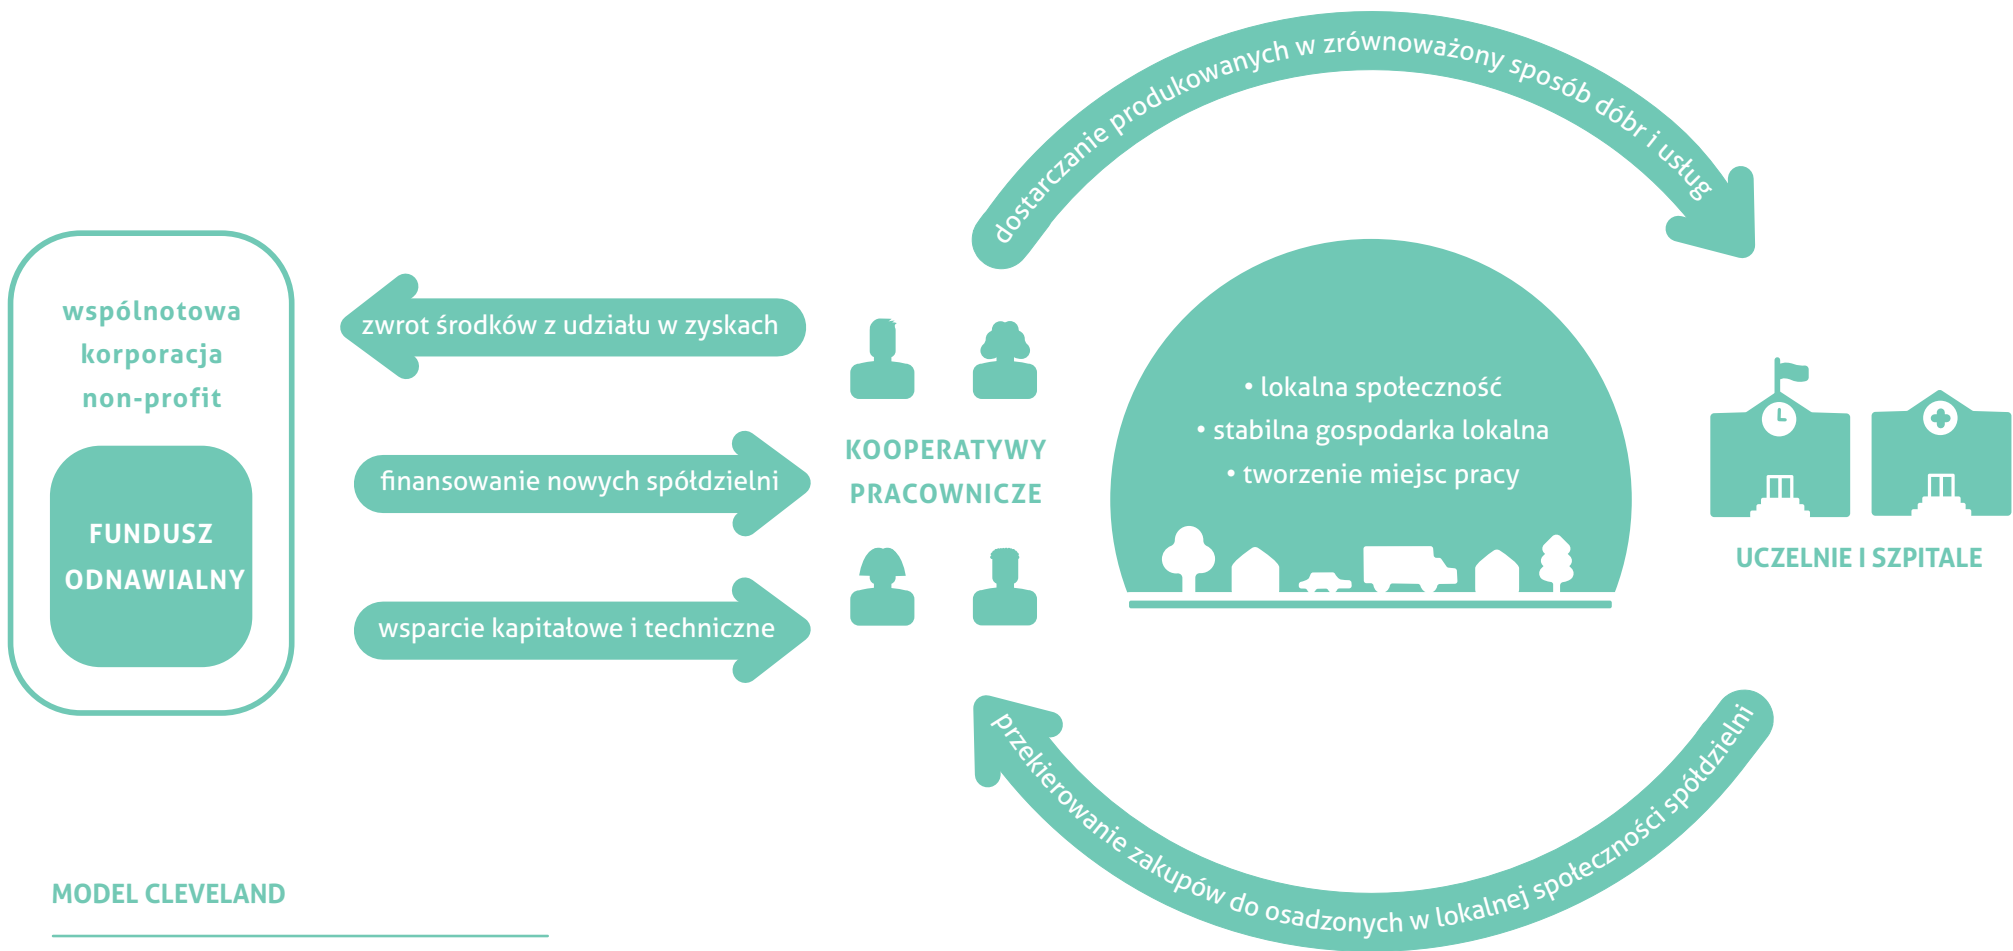 dostarczanie produkowanych w zrównoważony sposób dóbr i usług
wspólnotowa
korporacja
non-profit
FUNDUSZ
ODNAWIALNY
zwrot środków z udziału w zyskach
finansowanie nowych spółdzielni
wsparcie kapitałowe i techniczne
KOOPERATYWY
PRACOWNICZE
• lokalna społeczność
• stabilna gospodarka lokalna
• tworzenie miejsc pracy
UCZELNIE I SZPITALE
przekierowanie zakupów do osadzonych w lokalnej społeczności spółdzielni
MODEL CLEVELAND